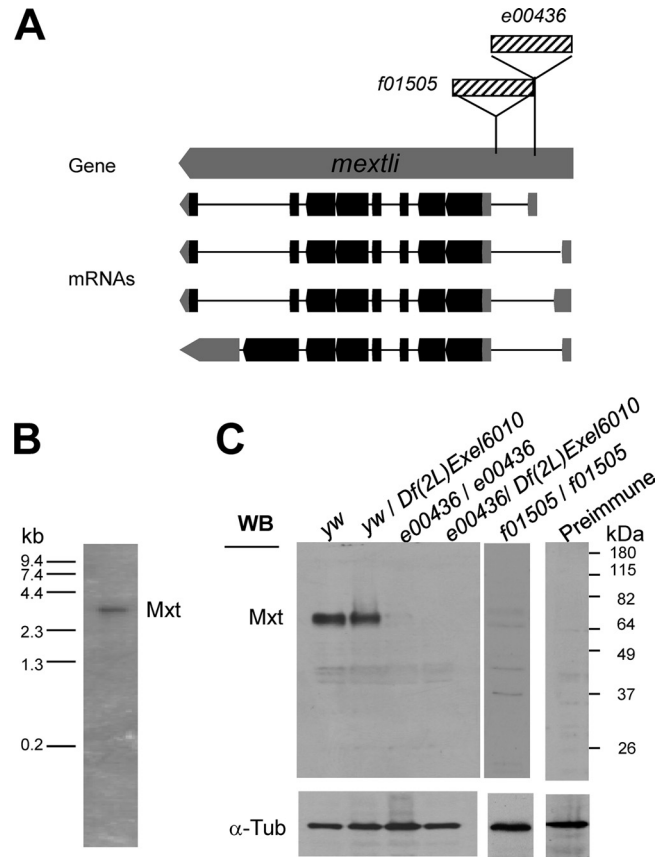 A
e00436
f01505
Gene
mextli
mRNAs
B
kb
9.4
7.4
4.4
2.3
1.3
0.2
Mxt
C
WB
yw
yw / Df(2L)Exel6010
e00436 / e00436
e00436/ Df(2L)Exel6010
f01505 / f01505
Preimmune
kDa
180
115
82
64
49
37
26
Mxt
α-Tub